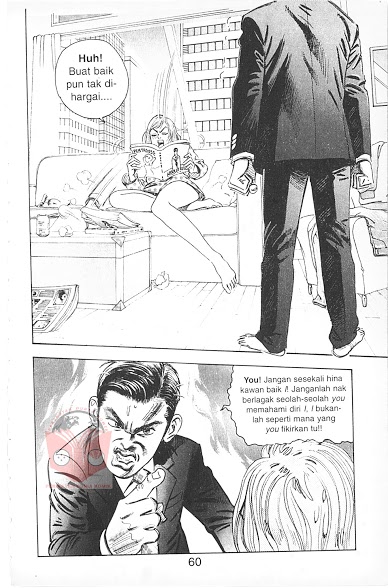 Huh!
Buat baik
pun tak di-
hargai....
You! Jangan sesekali hina
kawan baik I! Janganlah nak
berlagak seolah-seolah you
memahami diri I, I bukan-
lah seperti mana yang
you fikirkan tu!!
60